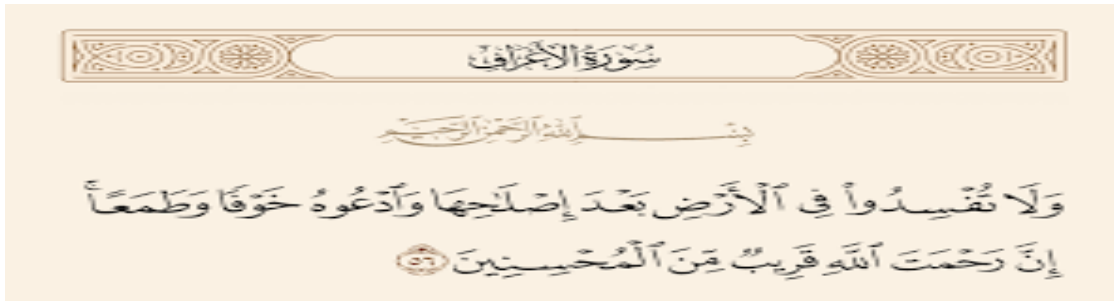 سُورَةُ الأَعْرَافِ
بِسْمِ ٱللَّهِ ٱلرَّحْمَٰنِ ٱلرَّحِيمِ
وَلَا تُفْسِدُوا۟ فِى ٱلْأَرْضِ بَعْدَ إِصْلَٰحِهَا وَٱدْعُوهُ خَوْفًا وَطَمَعًا ۚ
إِنَّ رَحْمَتَ ٱللَّهِ قَرِيبٌ مِّنَ ٱلْمُحْسِنِينَ ٥٦